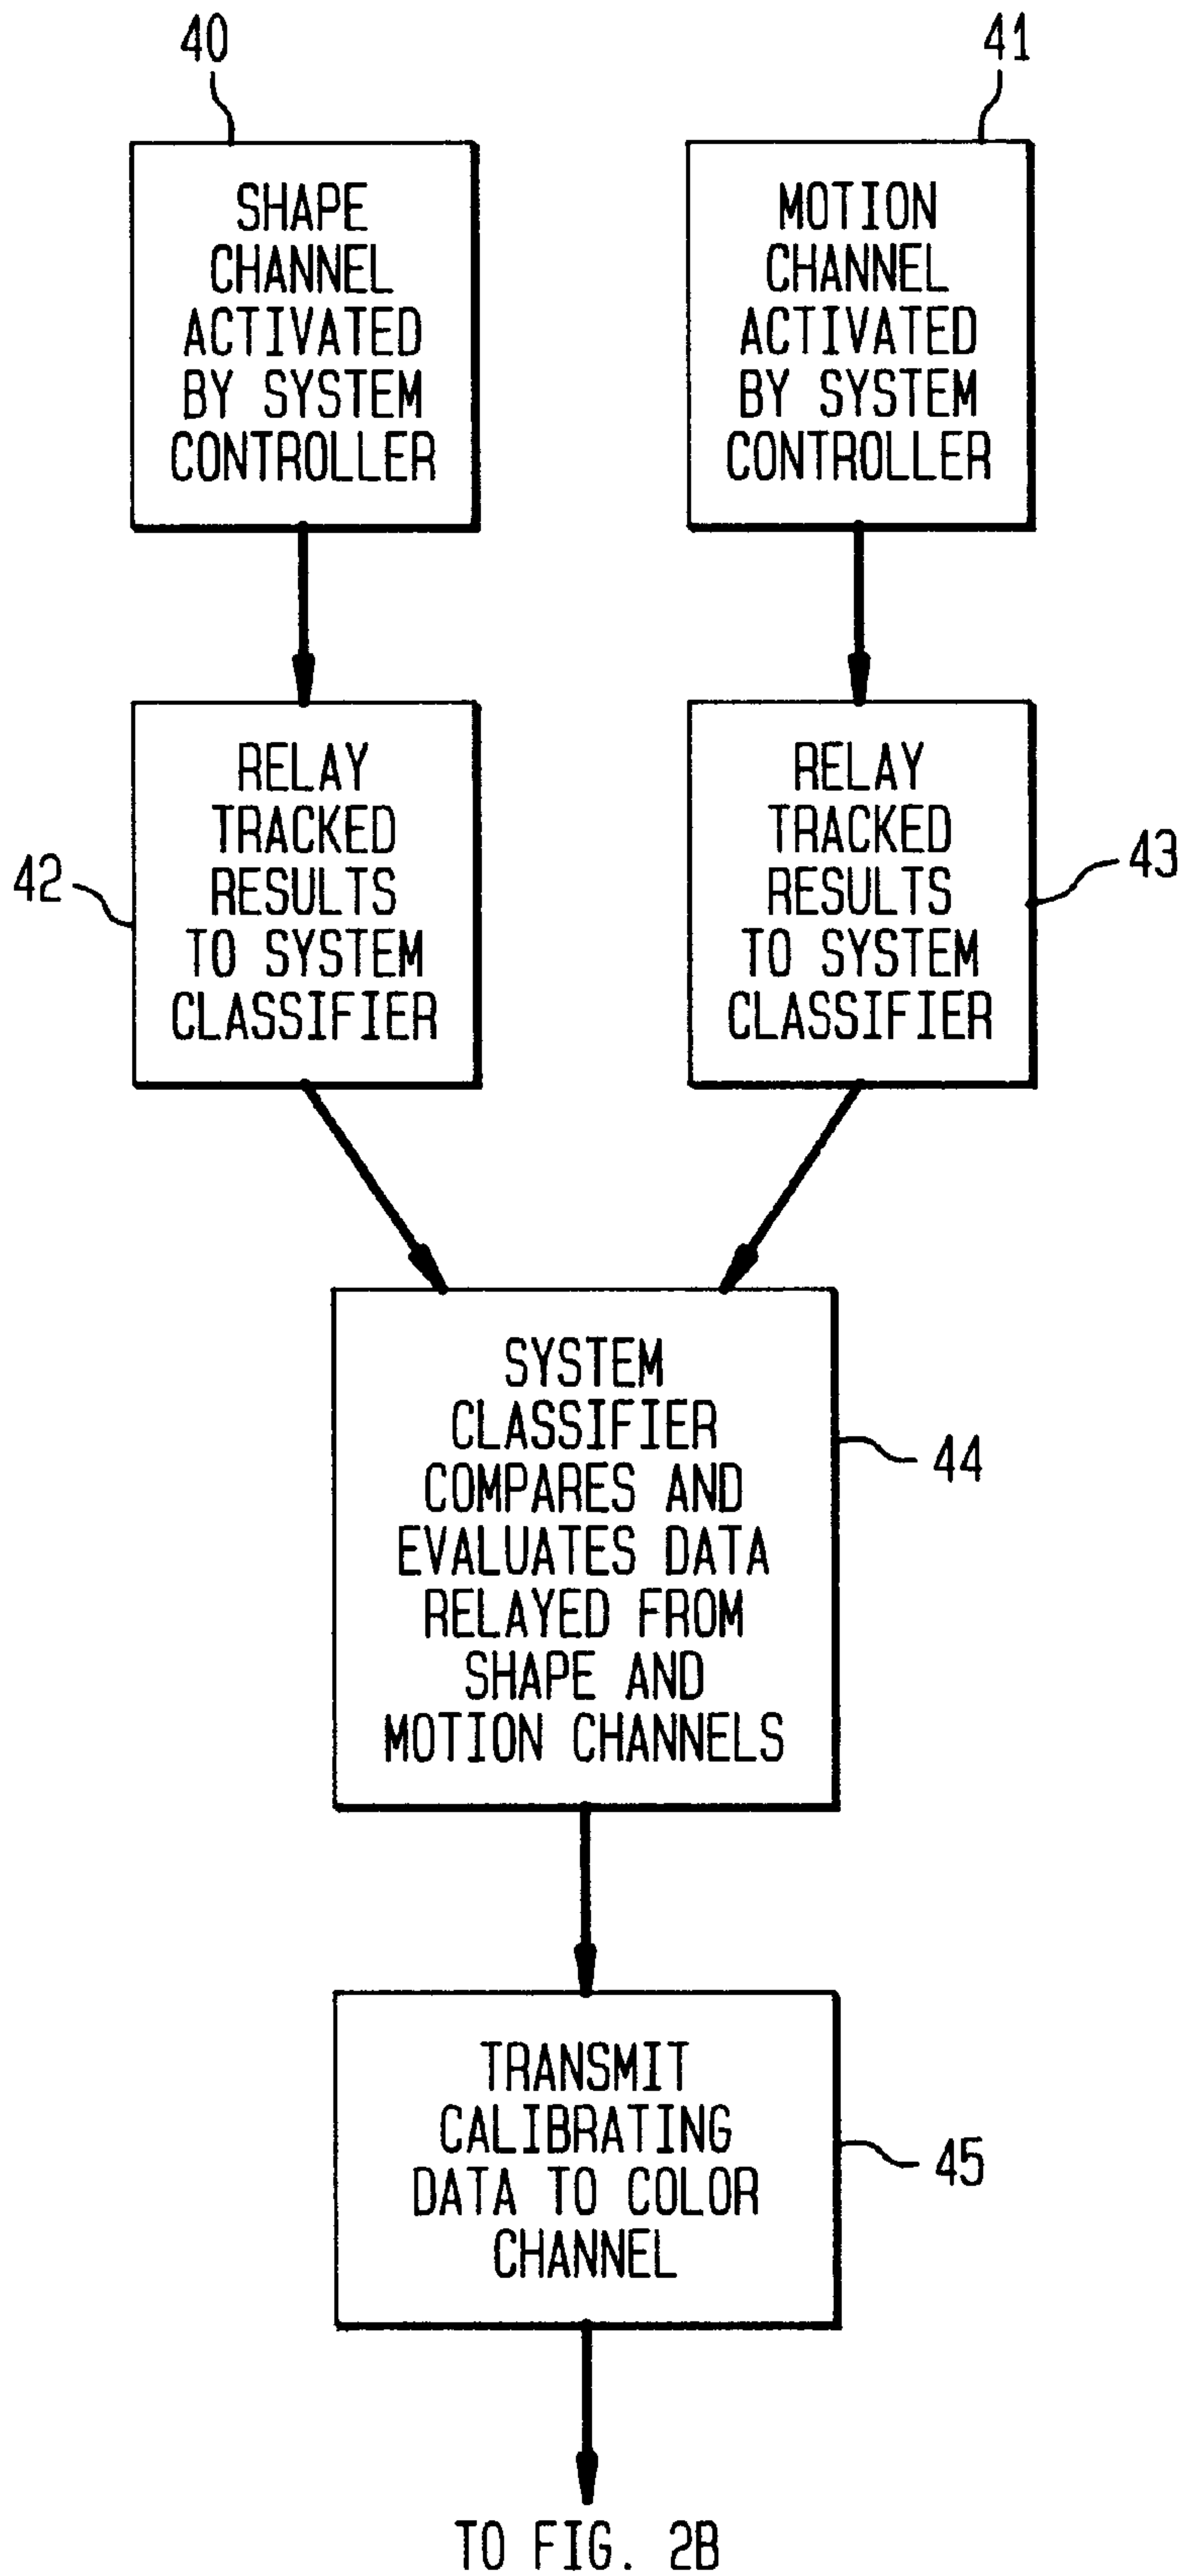 40
41
SHAPE
CHANNEL
ACTIVATED
BY SYSTEM
CONTROLLER
MOTION
CHANNEL
ACTIVATED
BY SYSTEM
CONTROLLER
42
RELAY
TRACKED
RESULTS
TO SYSTEM
CLASSIFIER
RELAY
TRACKED
RESULTS
TO SYSTEM
CLASSIFIER
43
SYSTEM
CLASSIFIER
COMPARES AND
EVALUATES DATA
RELAYED FROM
SHAPE AND
MOTION CHANNELS
44
TRANSMIT
CALIBRATING
DATA TO COLOR
CHANNEL
45
TO FIG. 2B